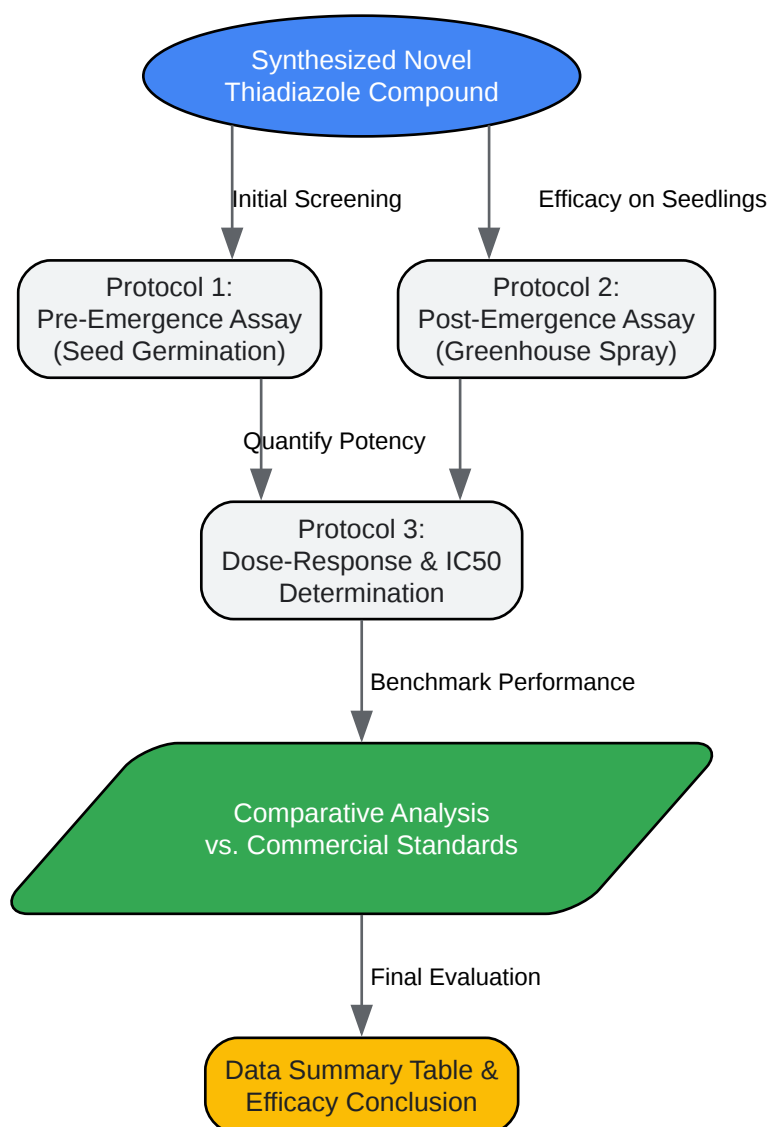 Synthesized Novel
Thiadiazole Compound
Initial Screening
Efficacy on Seedlings
Protocol 1:
Pre-Emergence Assay
(Seed Germination)
Protocol 2:
Post-Emergence Assay
(Greenhouse Spray)
Quantify Potency
Protocol 3:
Dose-Response & IC50
Determination
Benchmark Performance
Comparative Analysis
vs. Commercial Standards
Final Evaluation
Data Summary Table &
Efficacy Conclusion